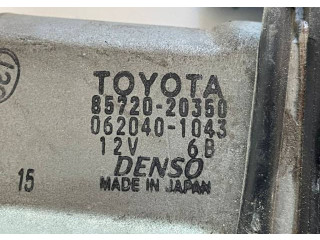 TOYOTA
85720-20350
062040-1043
12V 6B
DENSO
15 MADE IN JAPAN